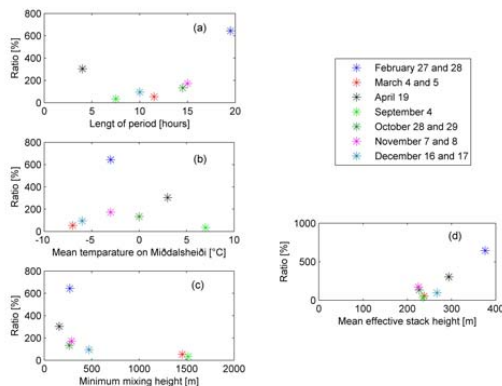 (a)
Ratio [%]
800
600
400
200
0
0 5 10 15 20
Lengt of period [hours]
(b)
Ratio [%]
800
600
400
200
0
-10 -5 0 5 10
Mean temparature on Miðdalsheiði [°C]
(c)
Ratio [%]
800
600
400
200
0
0 500 1000 1500 2000
Minimum mixing height [m]
February 27 and 28
March 4 and 5
April 19
September 4
October 28 and 29
November 7 and 8
December 16 and 17
(d)
Ratio [%]
1000
500
0
0 100 200 300 400
Mean effective stack height [m]